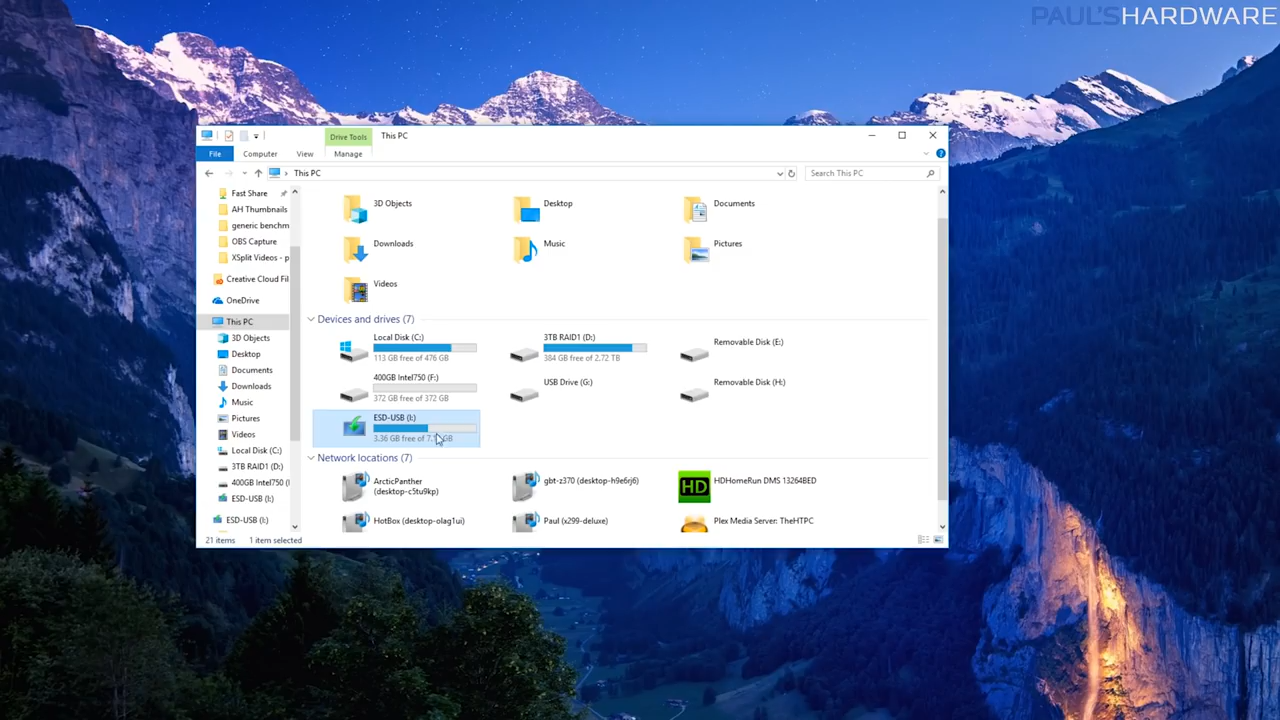 PAUL'SHARDWARE
Drive Tools
This PC
File
Computer
View
Manage
This PC
Search This PC
Fast Share
AH Thumbnails
generic benchm
OBS Capture
XSplit Videos - p
Creative Cloud Fil
OneDrive
This PC
3D Objects
Desktop
Documents
Downloads
Music
Pictures
Videos
Local Disk (C:)
3TB RAID1 (D:)
400GB Intel750 (I
ESD-USB (I:)
ESD-USB (I:)
3D Objects
Desktop
Documents
Downloads
Music
Pictures
Videos
Devices and drives (7)
Local Disk (C:)
113 GB free of 476 GB
3TB RAID1 (D:)
384 GB free of 2.72 TB
Removable Disk (E:)
400GB Intel750 (F:)
372 GB free of 372 GB
USB Drive (G:)
Removable Disk (H:)
ESD-USB (I:)
3.36 GB free of GB
Network locations (7)
ArcticPanther
(desktop-c5tu9kp)
gbt-z370 (desktop-h9e6rj6)
HD
HDHomeRun DMS 13264BED
HotBox (desktop-olag1ui)
Paul (x299-deluxe)
Plex Media Server: TheHTPC
21 items
1 item selected